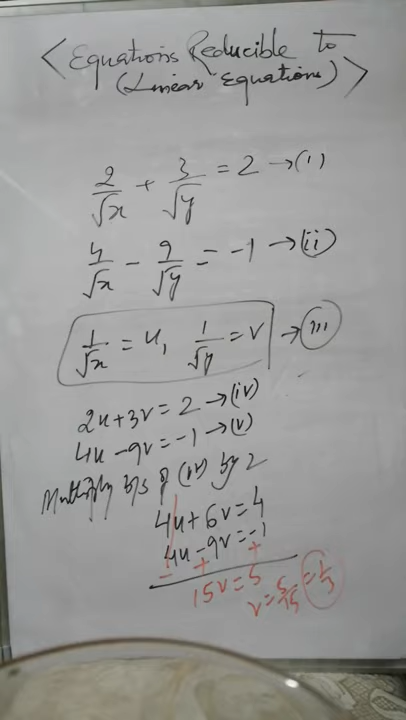 < Equations Reducible to
(Linear Equations) >
2/√x + 3/√y = 2 → (i)
4/√x - 9/√y = -1 → (ii)
1/√x = u, 1/√y = v → (iii)
2u + 3v = 2 → (iv)
4u - 9v = -1 → (v)
Multiply b/s of (iv) by 2
4u + 6v = 4
4u - 9v = -1
- + +
15v = 5
v = 5/15 = 1/3